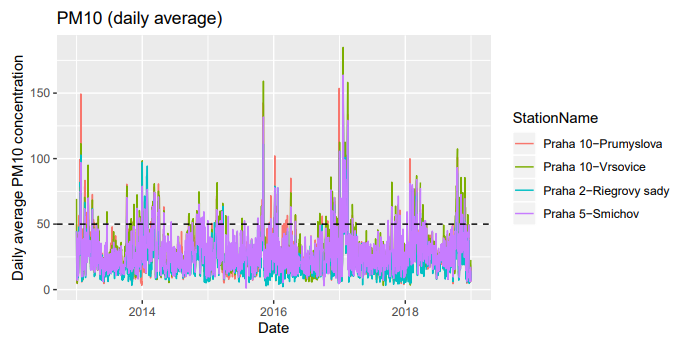 PM10 (daily average)
Daily average PM10 concentration
150
100
50
0
2014
2016
2018
Date
StationName
Praha 10−Prumyslova
Praha 10−Vrsovice
Praha 2−Riegrovy sady
Praha 5−Smichov